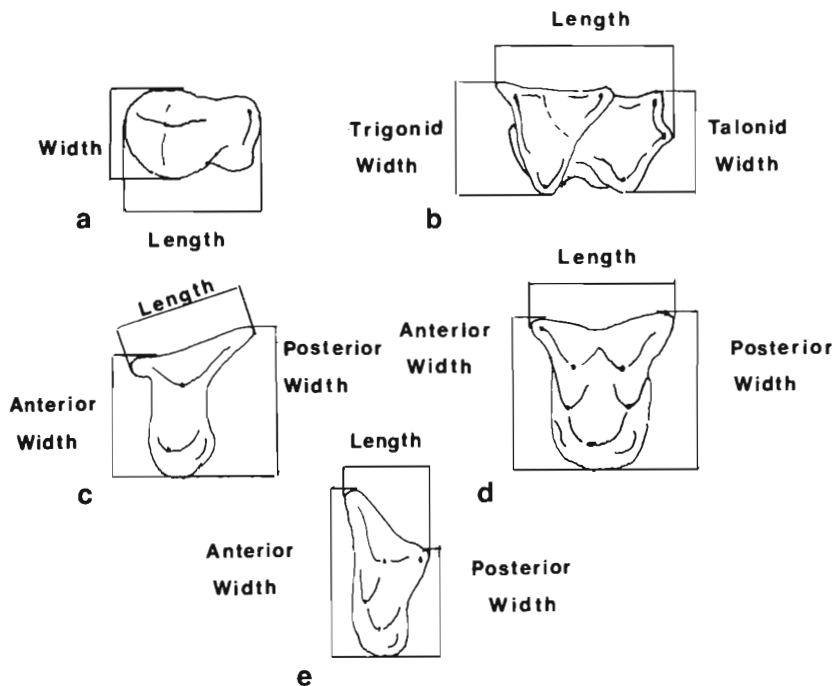 Width
Length
a
Length
Trigonid
Width
Talonid
Width
b
Length
Anterior
Width
Posterior
Width
c
Length
Anterior
Width
Posterior
Width
d
Length
Anterior
Width
Posterior
Width
e